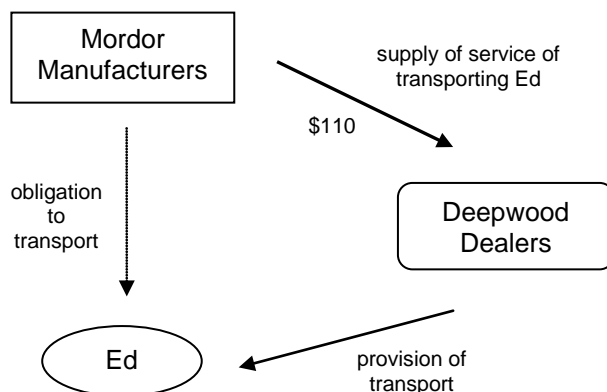 Mordor
Manufacturers
supply of service of
transporting Ed
$110
obligation
to
transport
Deepwood
Dealers
Ed
provision of
transport